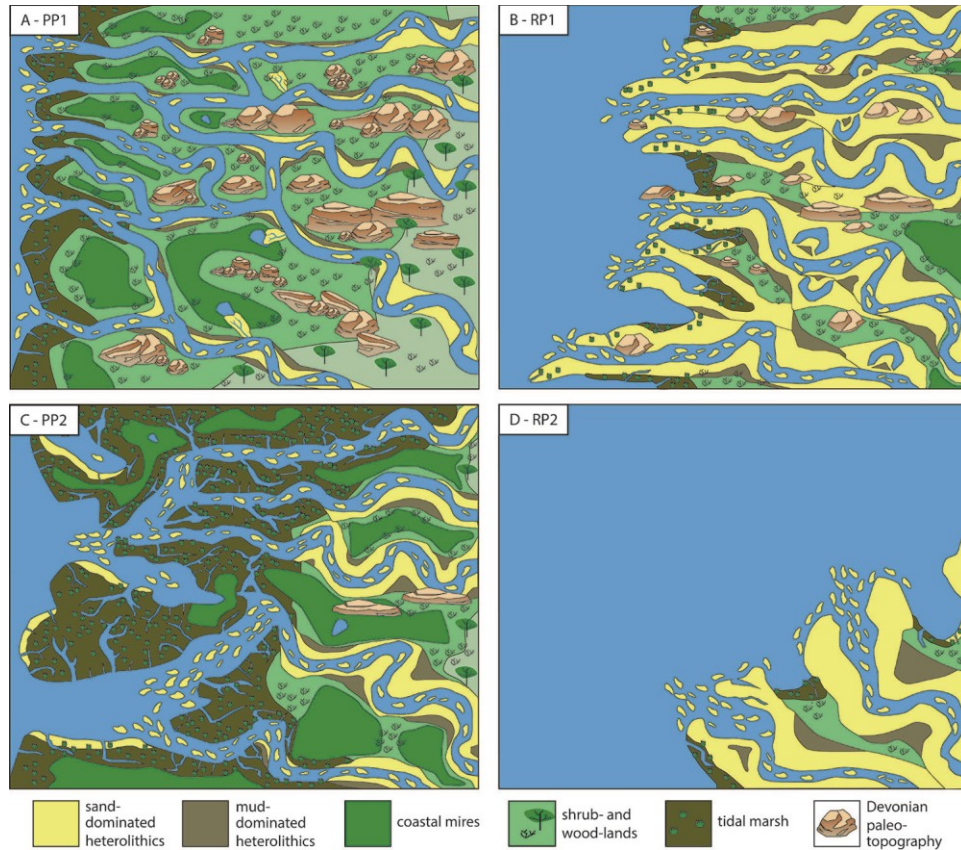 A - PP1
B - RP1
C - PP2
D - RP2
sand-
dominated
heterolithics
mud-
dominated
heterolithics
coastal mires
shrub- and
wood-lands
tidal marsh
Devonian
paleo-
topography